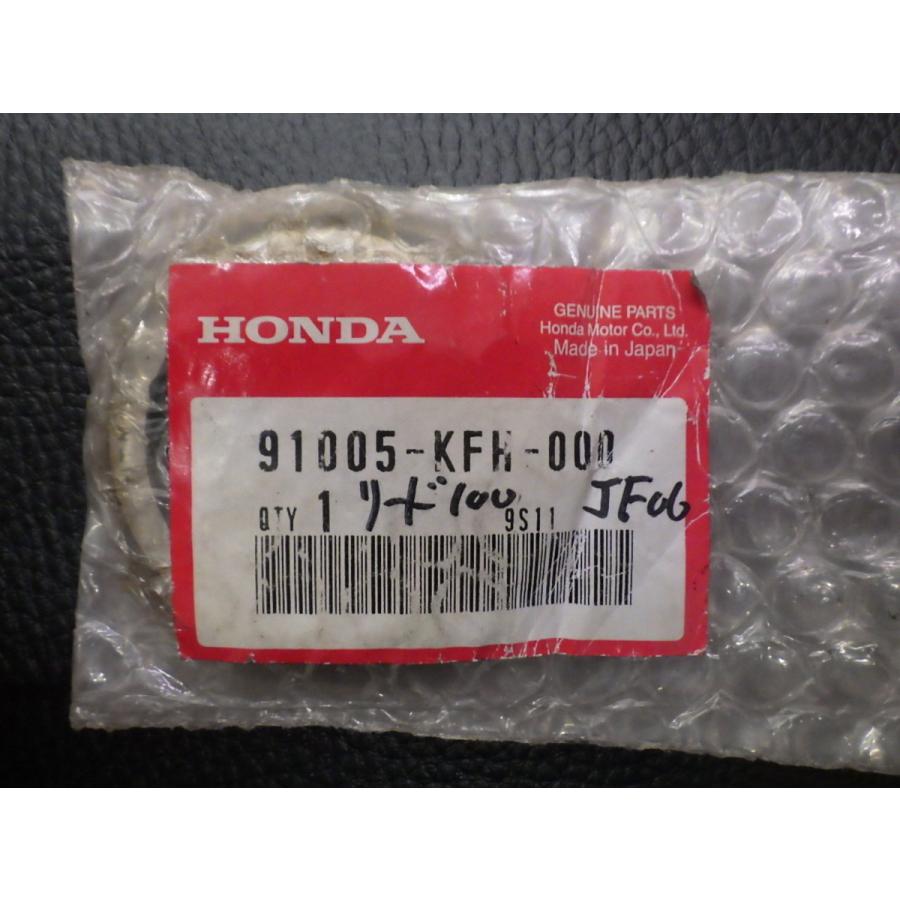 HONDA
GENUINE PARTS
Honda Motor Co., Ltd.
Made in Japan
91005-KFH-000
QTY 1 リード100 9S11 JF06